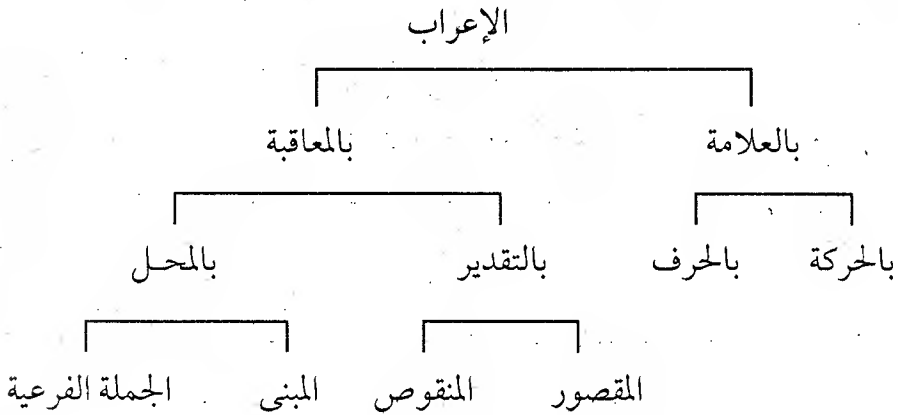 الإعراب
بالعلامة بالمعاقبة
بالحركة بالحرف بالتقدير بالمحل
المقصور المنقوص المبنى الجملة الفرعية